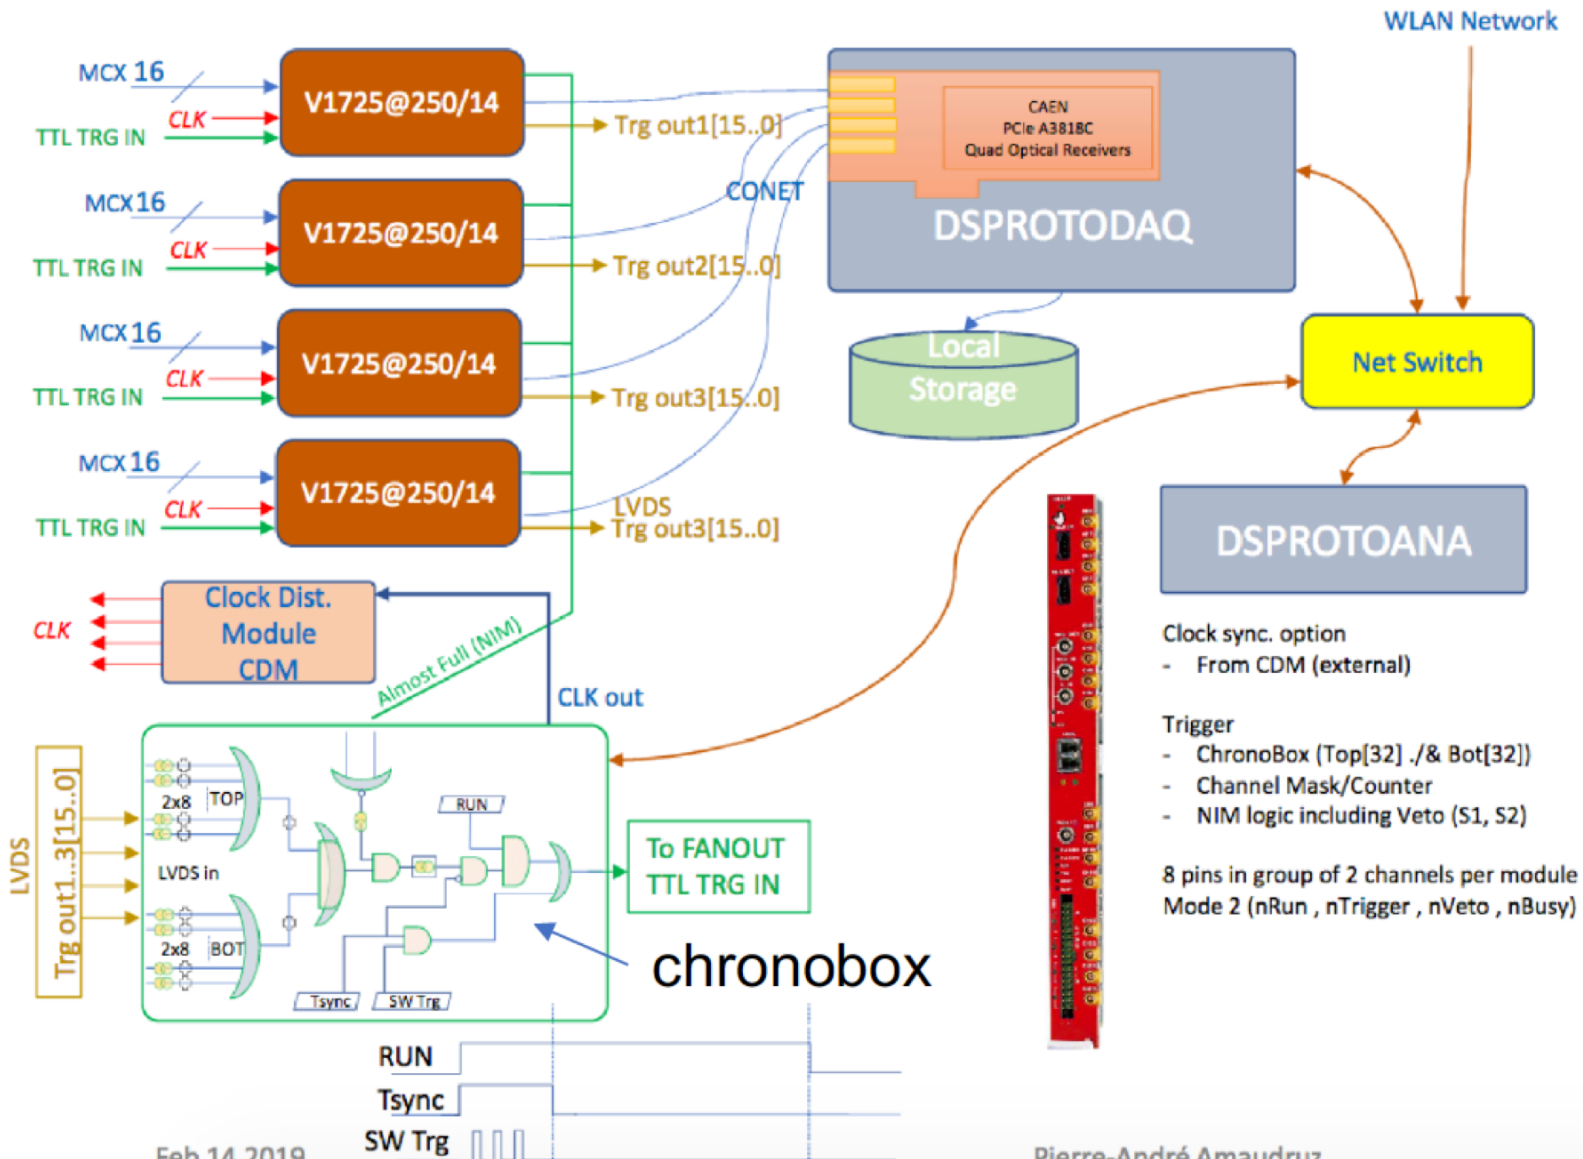 WLAN Network
MCX 16
CLK
TTL TRG IN
V1725@250/14
Trg out1[15..0]
CAEN
PCIe A3818C
Quad Optical Receivers
DSPROTODAQ
CONET
MCX 16
CLK
TTL TRG IN
V1725@250/14
Trg out2[15..0]
MCX 16
CLK
TTL TRG IN
V1725@250/14
Trg out3[15..0]
Local
Storage
Net Switch
MCX 16
CLK
TTL TRG IN
V1725@250/14
LVDS
Trg out3[15..0]
DSPROTOANA
Clock Dist.
Module
CDM
CLK
Almost Full (NIM)
CLK out
Clock sync. option
- From CDM (external)
Trigger
- ChronoBox (Top[32] ./& Bot[32])
- Channel Mask/Counter
- NIM logic including Veto (S1, S2)
8 pins in group of 2 channels per module
Mode 2 (nRun , nTrigger , nVeto , nBusy)
LVDS
Trg out1..3[15..0]
2x8
TOP
LVDS in
2x8
BOT
RUN
Tsync
SW Trg
To FANOUT
TTL TRG IN
chronobox
RUN
Tsync
SW Trg
Feb 14 2019
Pierre-André Amaudruz